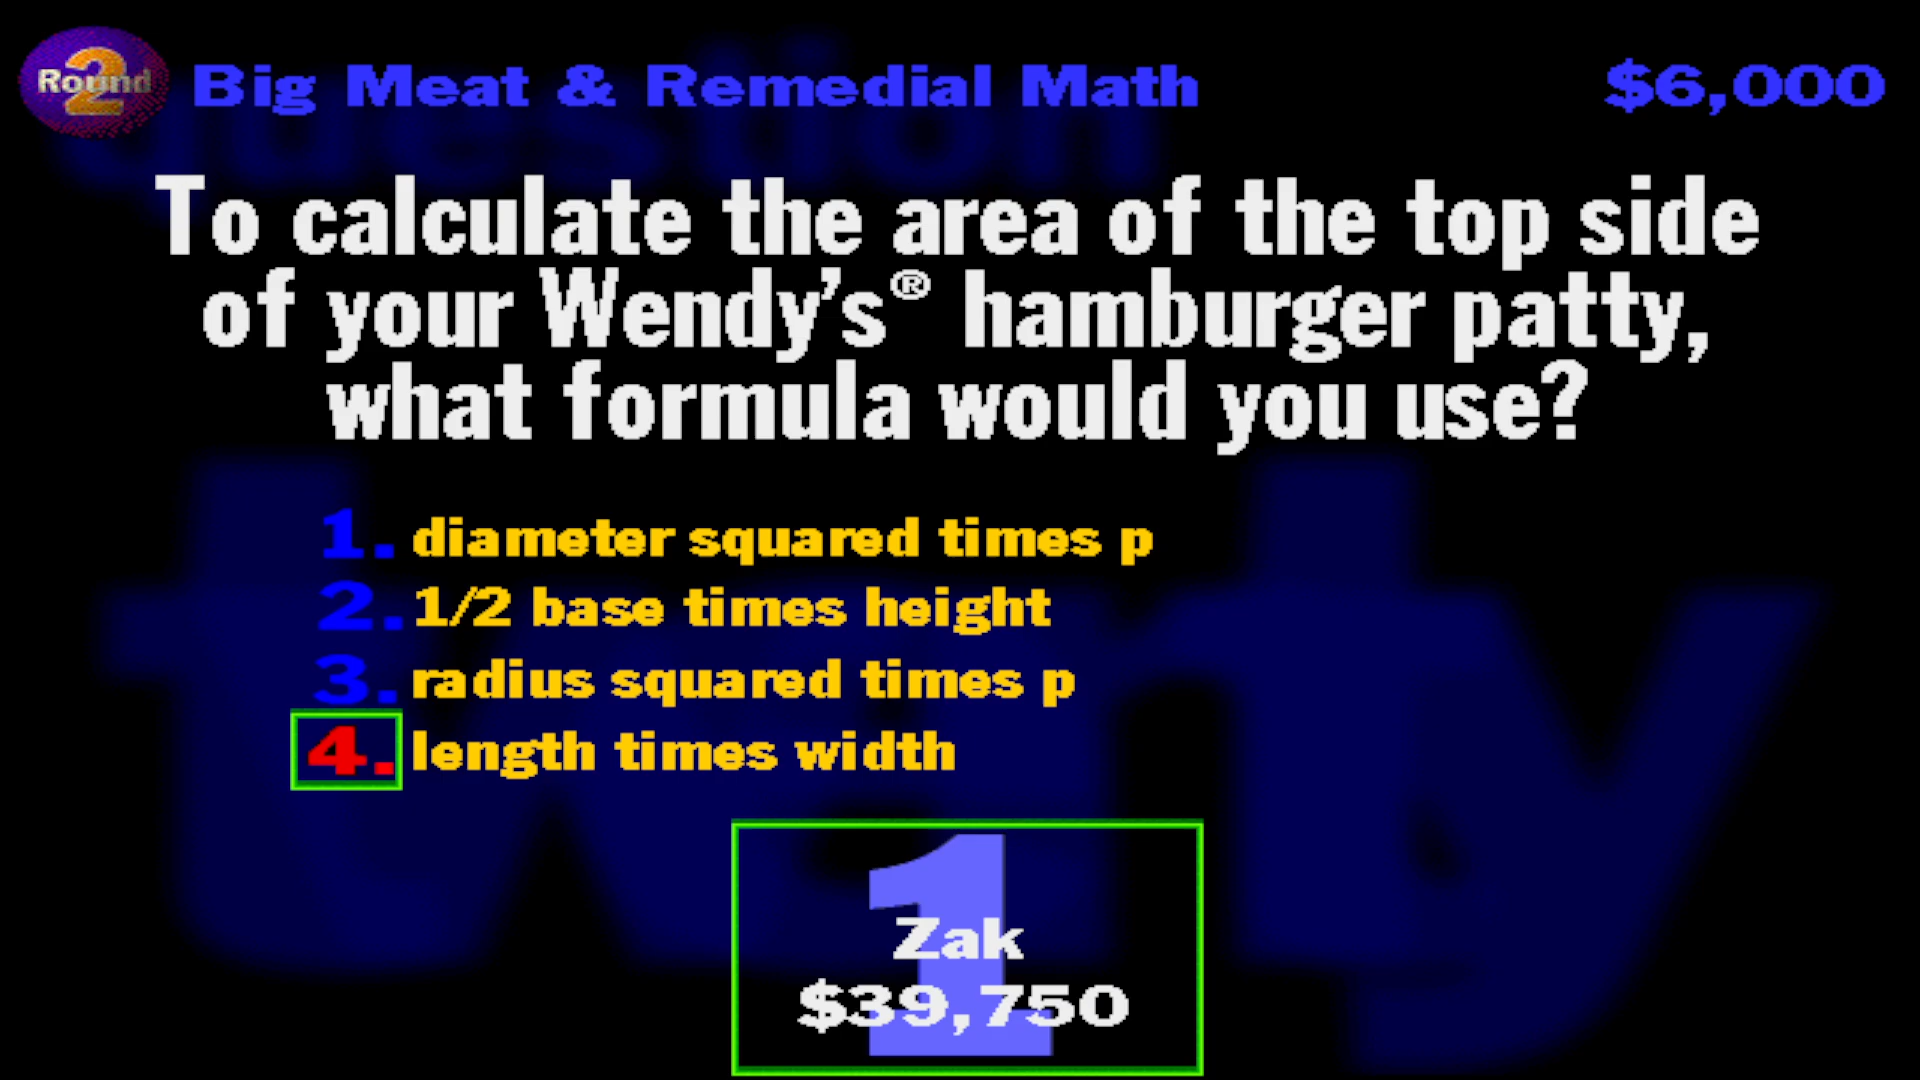 Round 2
Big Meat & Remedial Math
$6,000
question
To calculate the area of the top side
of your Wendy's® hamburger patty,
what formula would you use?
1. diameter squared times p
2. 1/2 base times height
3. radius squared times p
4. length times width
twenty
1
Zak
$39,750